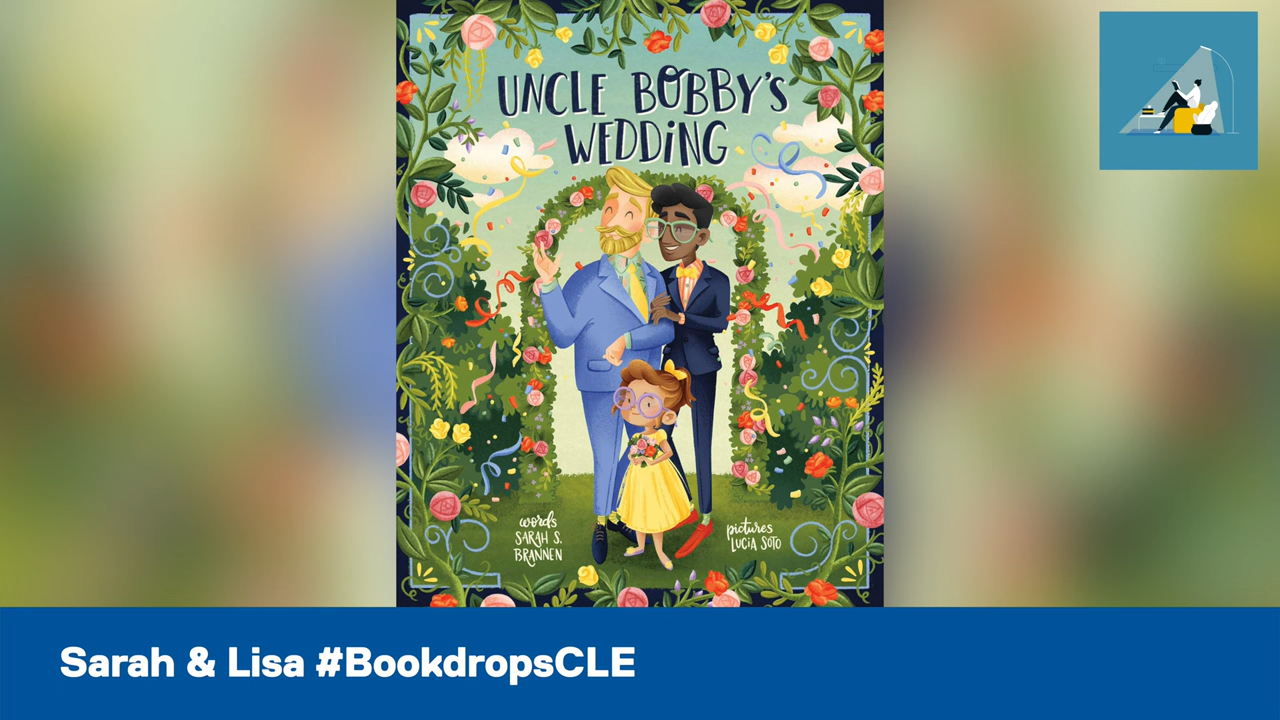 UNCLE BOBBY'S
WEDDiNG
words
SARAH S.
BRANNEN
pictures
LUCiA SOTO
Sarah & Lisa #BookdropsCLE